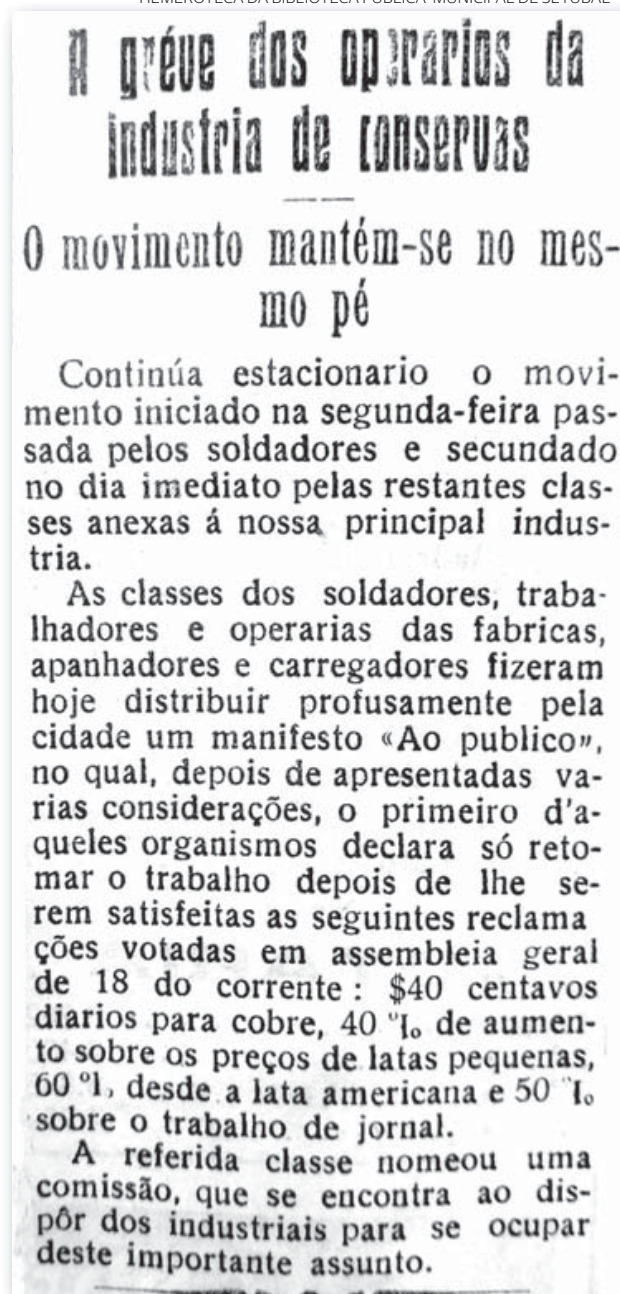 HEMEROTECA DA BIBLIOTECA PÚBLICA MUNICIPAL DE SETÚBAL
A gréve dos operarios da
industria de conservas
O movimento mantém-se no mes-
mo pé
Continúa estacionario o movi-
mento iniciado na segunda-feira pas-
sada pelos soldadores e secundado
no dia imediato pelas restantes clas-
ses anexas á nossa principal indus-
tria.
As classes dos soldadores, traba-
lhadores e operarias das fabricas,
apanhadores e carregadores fizeram
hoje distribuir profusamente pela
cidade um manifesto «Ao publico»,
no qual, depois de apresentadas va-
rias considerações, o primeiro d'a-
queles organismos declara só reto-
mar o trabalho depois de lhe se-
rem satisfeitas as seguintes reclama
ções votadas em assembleia geral
de 18 do corrente : $40 centavos
diarios para cobre, 40 º|o de aumen-
to sobre os preços de latas pequenas,
60 º|, desde a lata americana e 50 º|o
sobre o trabalho de jornal.
A referida classe nomeou uma
comissão, que se encontra ao dis-
pôr dos industriais para se ocupar
deste importante assunto.